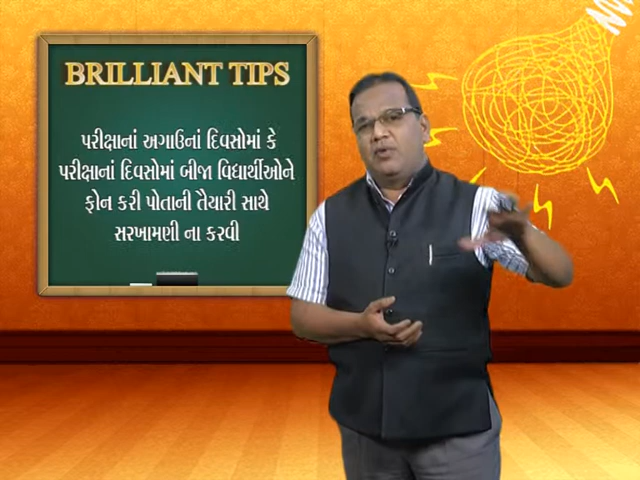 BRILLIANT TIPS
પરીક્ષાનાં અગાઉનાં દિવસોમાં કે
પરીક્ષાનાં દિવસોમાં બીજા વિદ્યાર્થીઓને
ફોન કરી પોતાની તૈયારી સાથે
સરખામણી ના કરવી